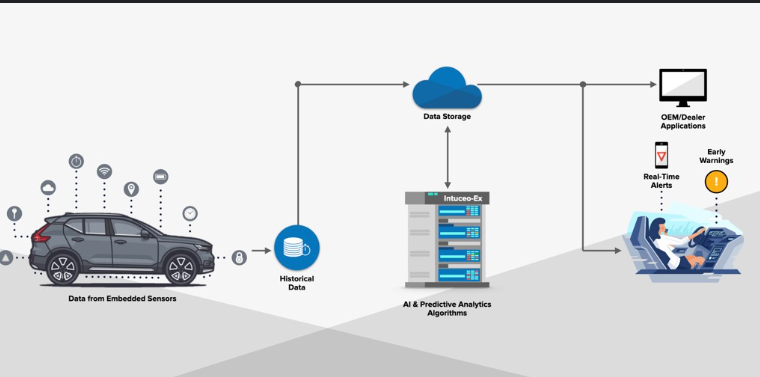 Data from Embedded Sensors
Historical
Data
Data Storage
Intuceo-Ex
AI & Predictive Analytics
Algorithms
OEM/Dealer
Applications
Real-Time
Alerts
Early
Warnings